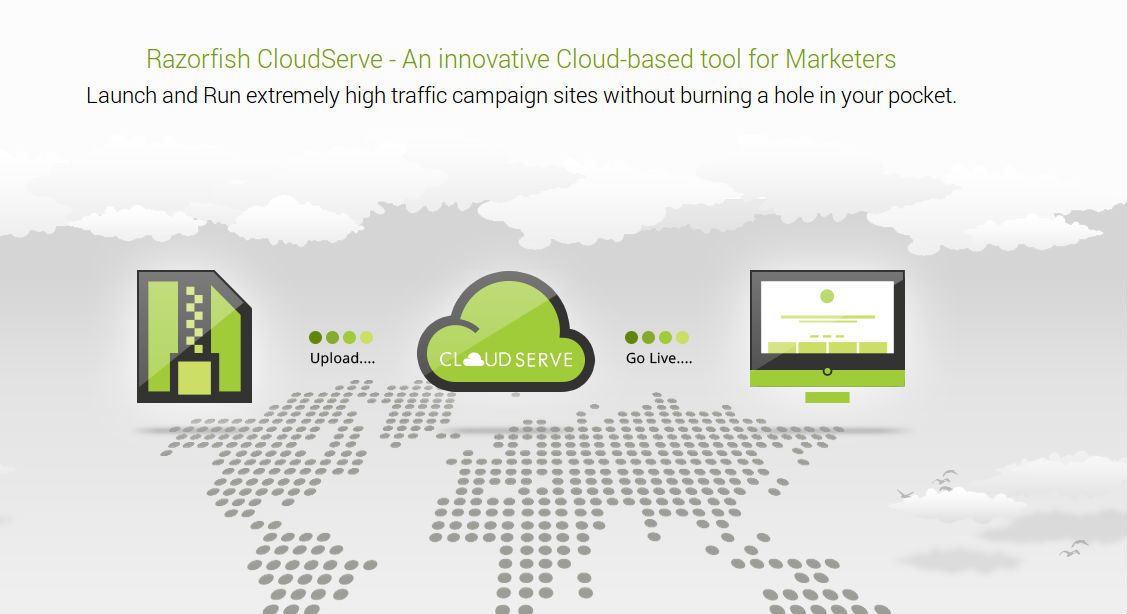 Razorfish CloudServe - An innovative Cloud-based tool for Marketers
Launch and Run extremely high traffic campaign sites without burning a hole in your pocket.
Upload....
CLOUD SERVE
Go Live....